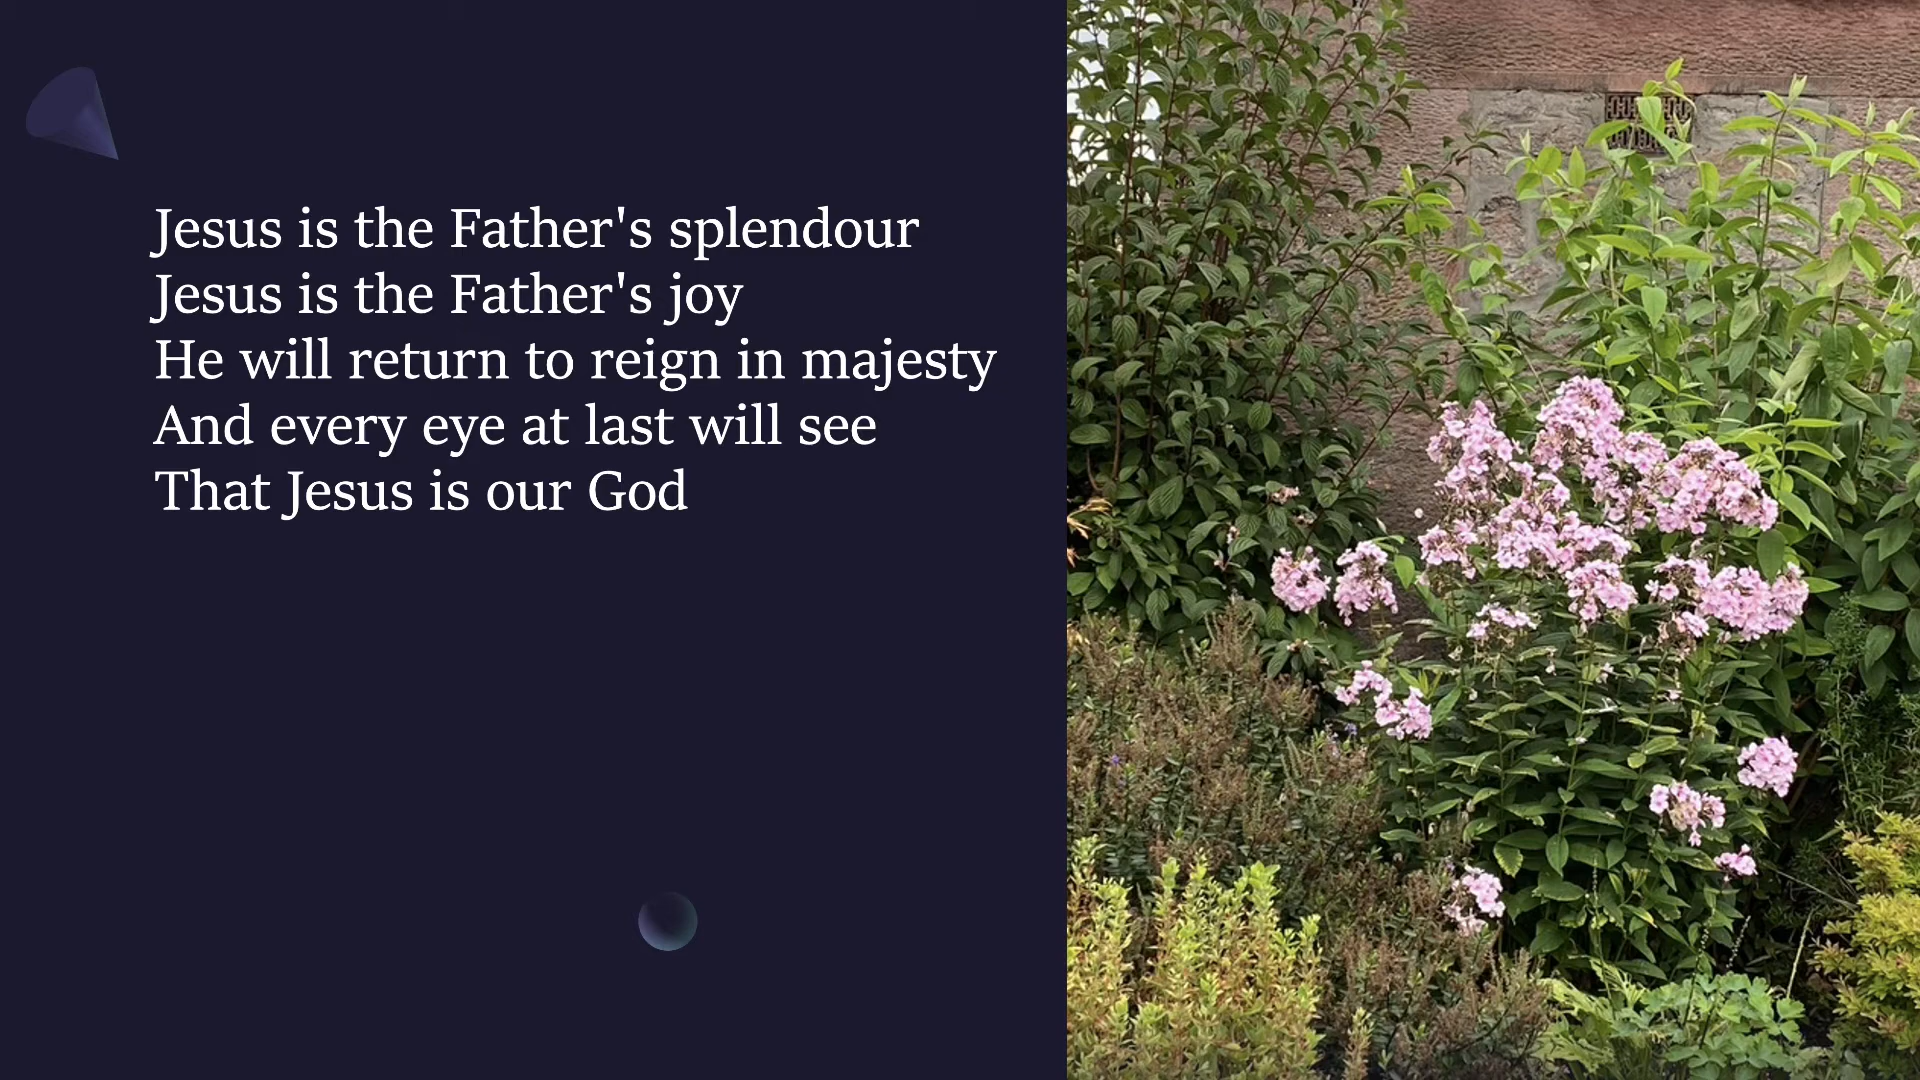 Jesus is the Father's splendour
Jesus is the Father's joy
He will return to reign in majesty
And every eye at last will see
That Jesus is our God